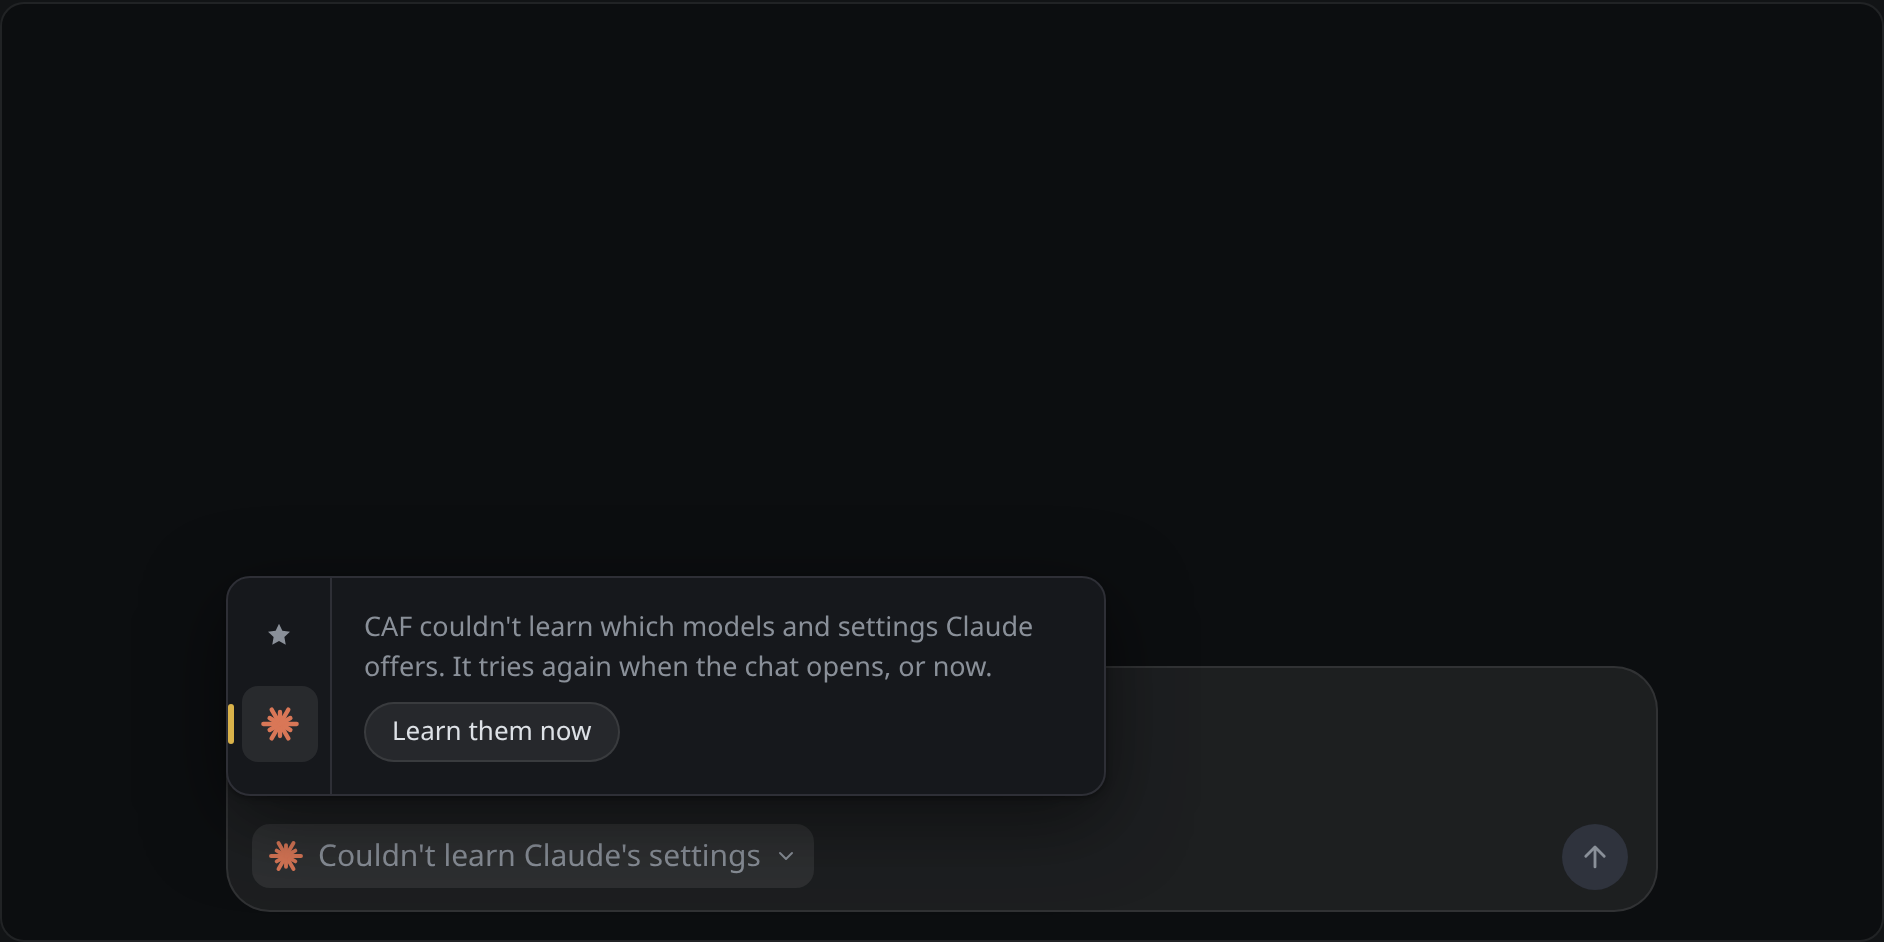 CAF couldn't learn which models and settings Claude
offers. It tries again when the chat opens, or now.
Learn them now
Couldn't learn Claude's settings